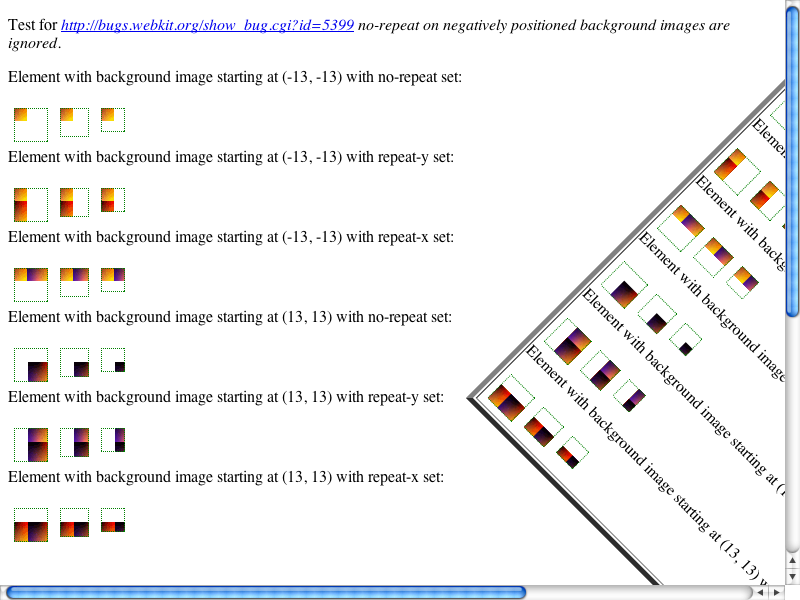 Test for http://bugs.webkit.org/show_bug.cgi?id=5399 no-repeat on negatively positioned background images are
ignored.
Element with background image starting at (-13, -13) with no-repeat set:
Element with background image starting at (-13, -13) with repeat-y set:
Element with background image starting at (-13, -13) with repeat-x set:
Element with background image starting at (13, 13) with no-repeat set:
Element with background image starting at (13, 13) with repeat-y set:
Element with background image starting at (13, 13) with repeat-x set:
Element with
Element with background image
Element with background image starting at
Element with background image starting at (13, 13)